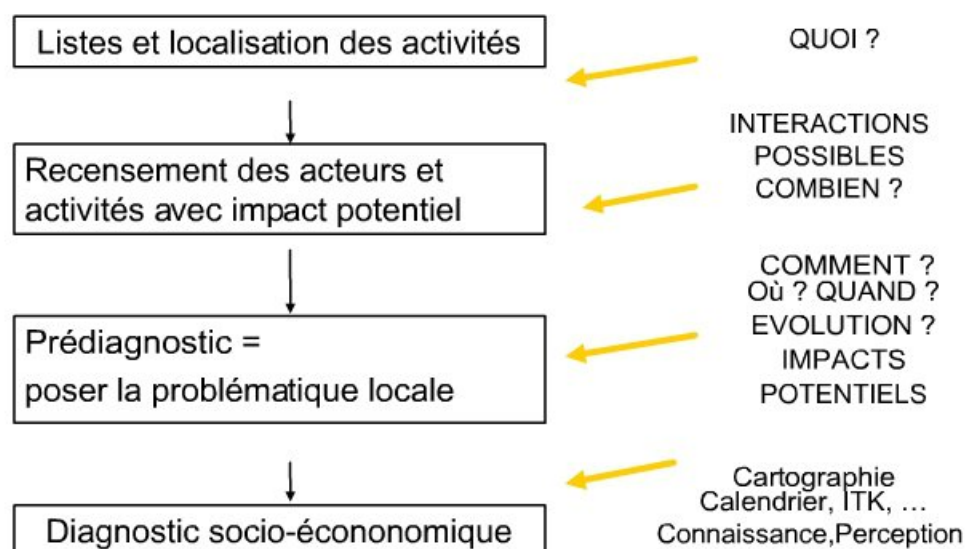 Listes et localisation des activités
QUOI ?
Recensement des acteurs et
activités avec impact potentiel
INTERACTIONS
POSSIBLES
COMBIEN ?
Prédiagnostic =
poser la problématique locale
COMMENT ?
Où ? QUAND ?
EVOLUTION ?
IMPACTS
POTENTIELS
Diagnostic socio-écononomique
Cartographie
Calendrier, ITK, ...
Connaissance,Perception